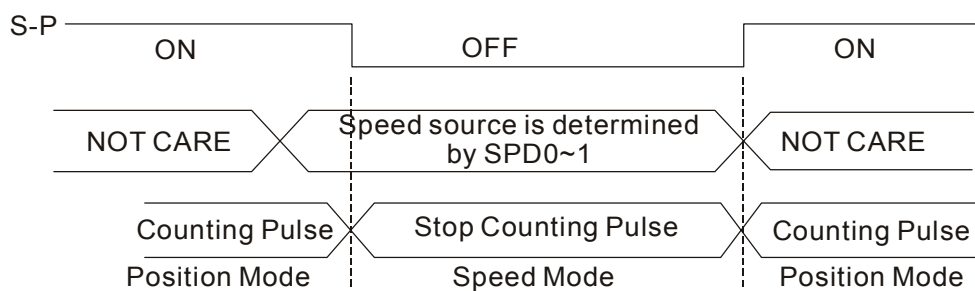 S-P
ON OFF ON
NOT CARE Speed source is determined by SPD0~1 NOT CARE
Counting Pulse Stop Counting Pulse Counting Pulse
Position Mode Speed Mode Position Mode